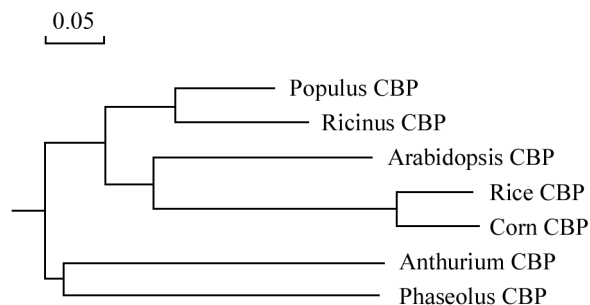 0.05
Populus CBP
Ricinus CBP
Arabidopsis CBP
Rice CBP
Corn CBP
Anthurium CBP
Phaseolus CBP